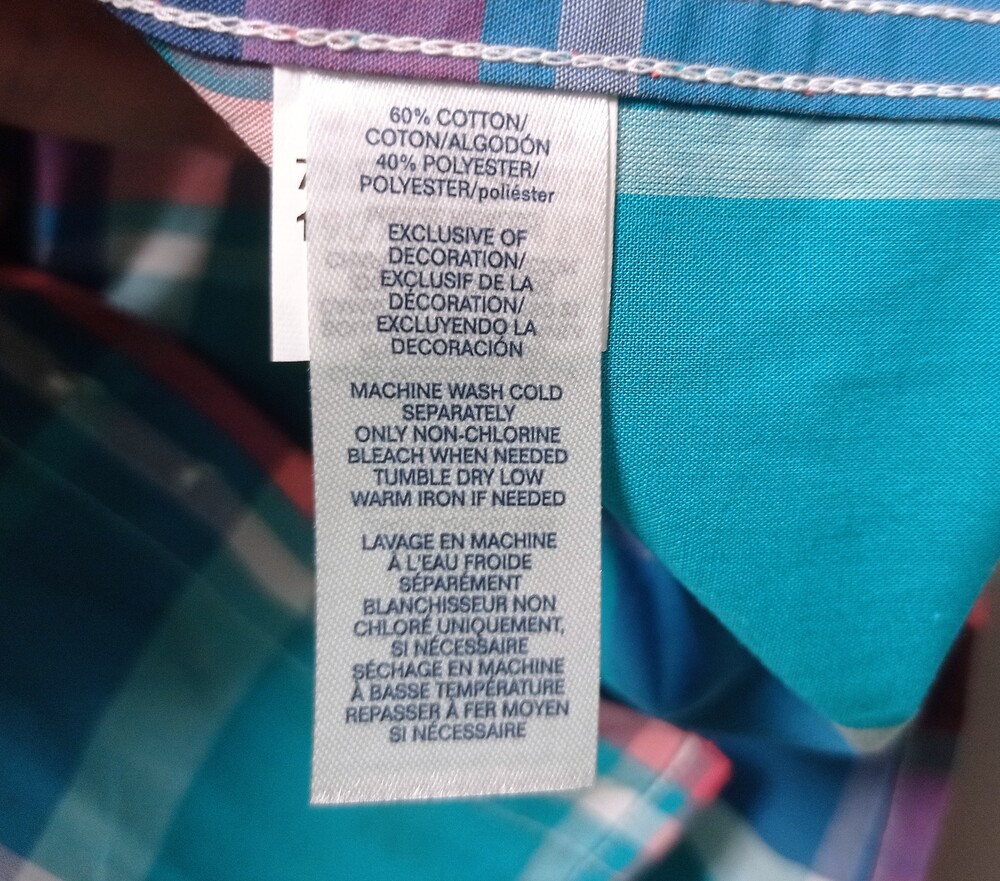 60% COTTON/
COTON/ALGODÓN
40% POLYESTER/
POLYESTER/poliéster
EXCLUSIVE OF
DECORATION/
EXCLUSIF DE LA
DÉCORATION/
EXCLUYENDO LA
DECORACIÓN
MACHINE WASH COLD
SEPARATELY
ONLY NON-CHLORINE
BLEACH WHEN NEEDED
TUMBLE DRY LOW
WARM IRON IF NEEDED
LAVAGE EN MACHINE
À L'EAU FROIDE
SÉPARÉMENT
BLANCHISSEUR NON
CHLORÉ UNIQUEMENT,
SI NÉCESSAIRE
SÉCHAGE EN MACHINE
À BASSE TEMPÉRATURE
REPASSER À FER MOYEN
SI NÉCESSAIRE